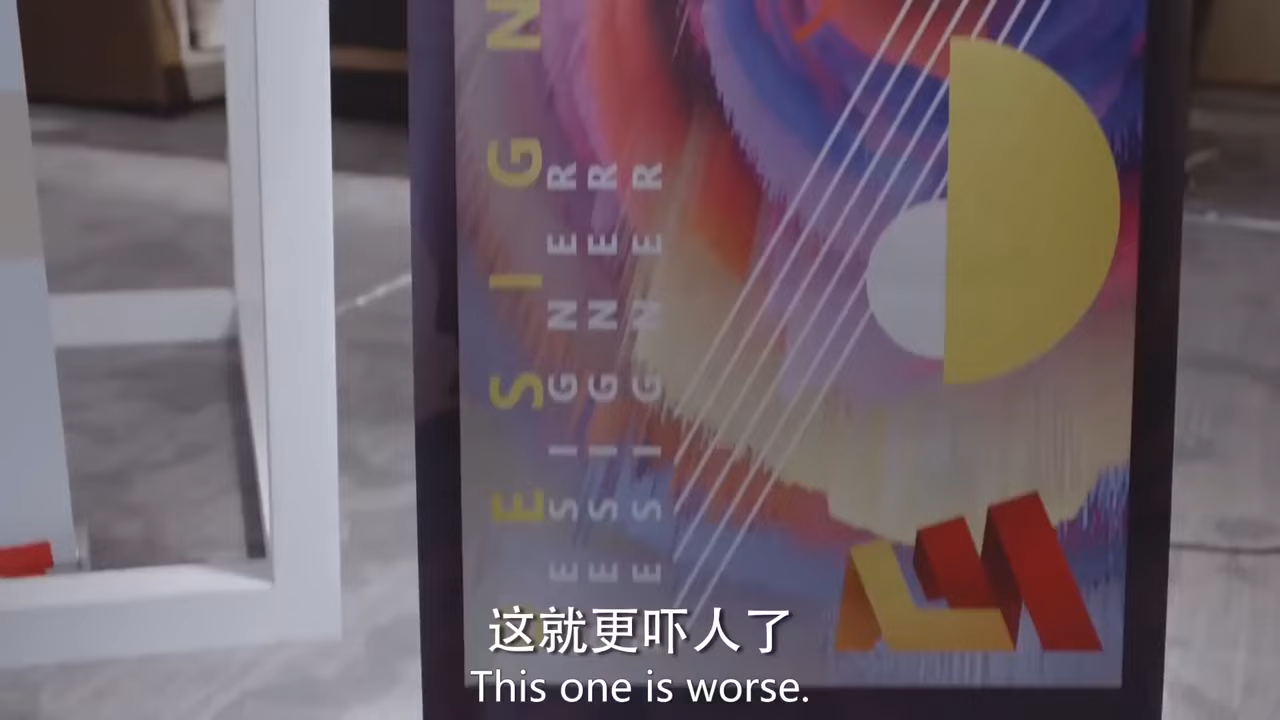 ESIGN
ESIGNER
ESIGNER
ESIGNER
这就更吓人了
This one is worse.